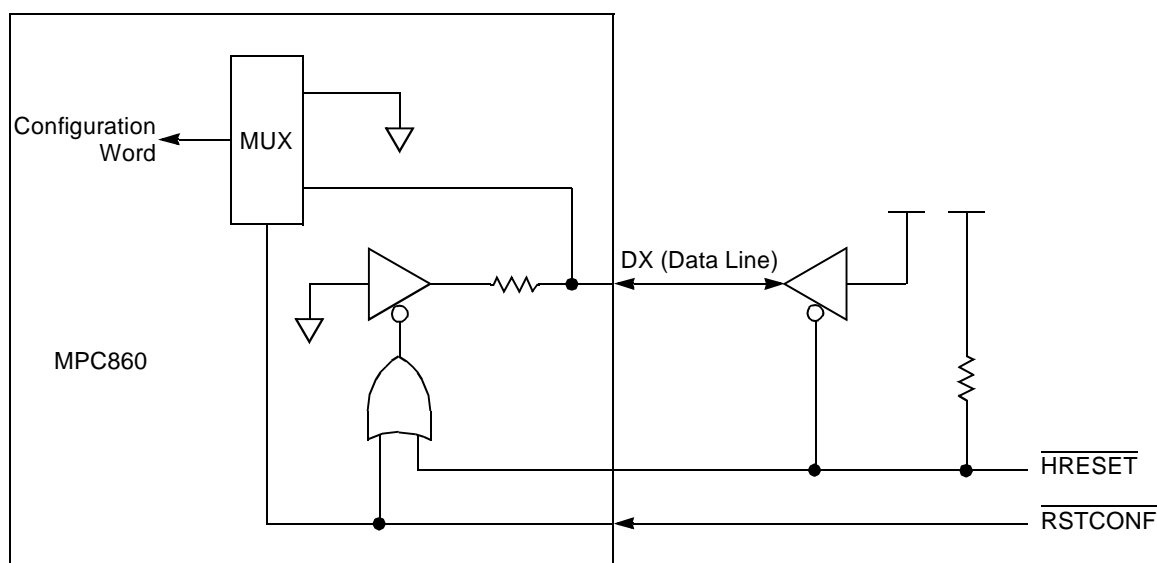 Configuration
Word
MUX
DX (Data Line)
MPC860
HRESET
RSTCONF